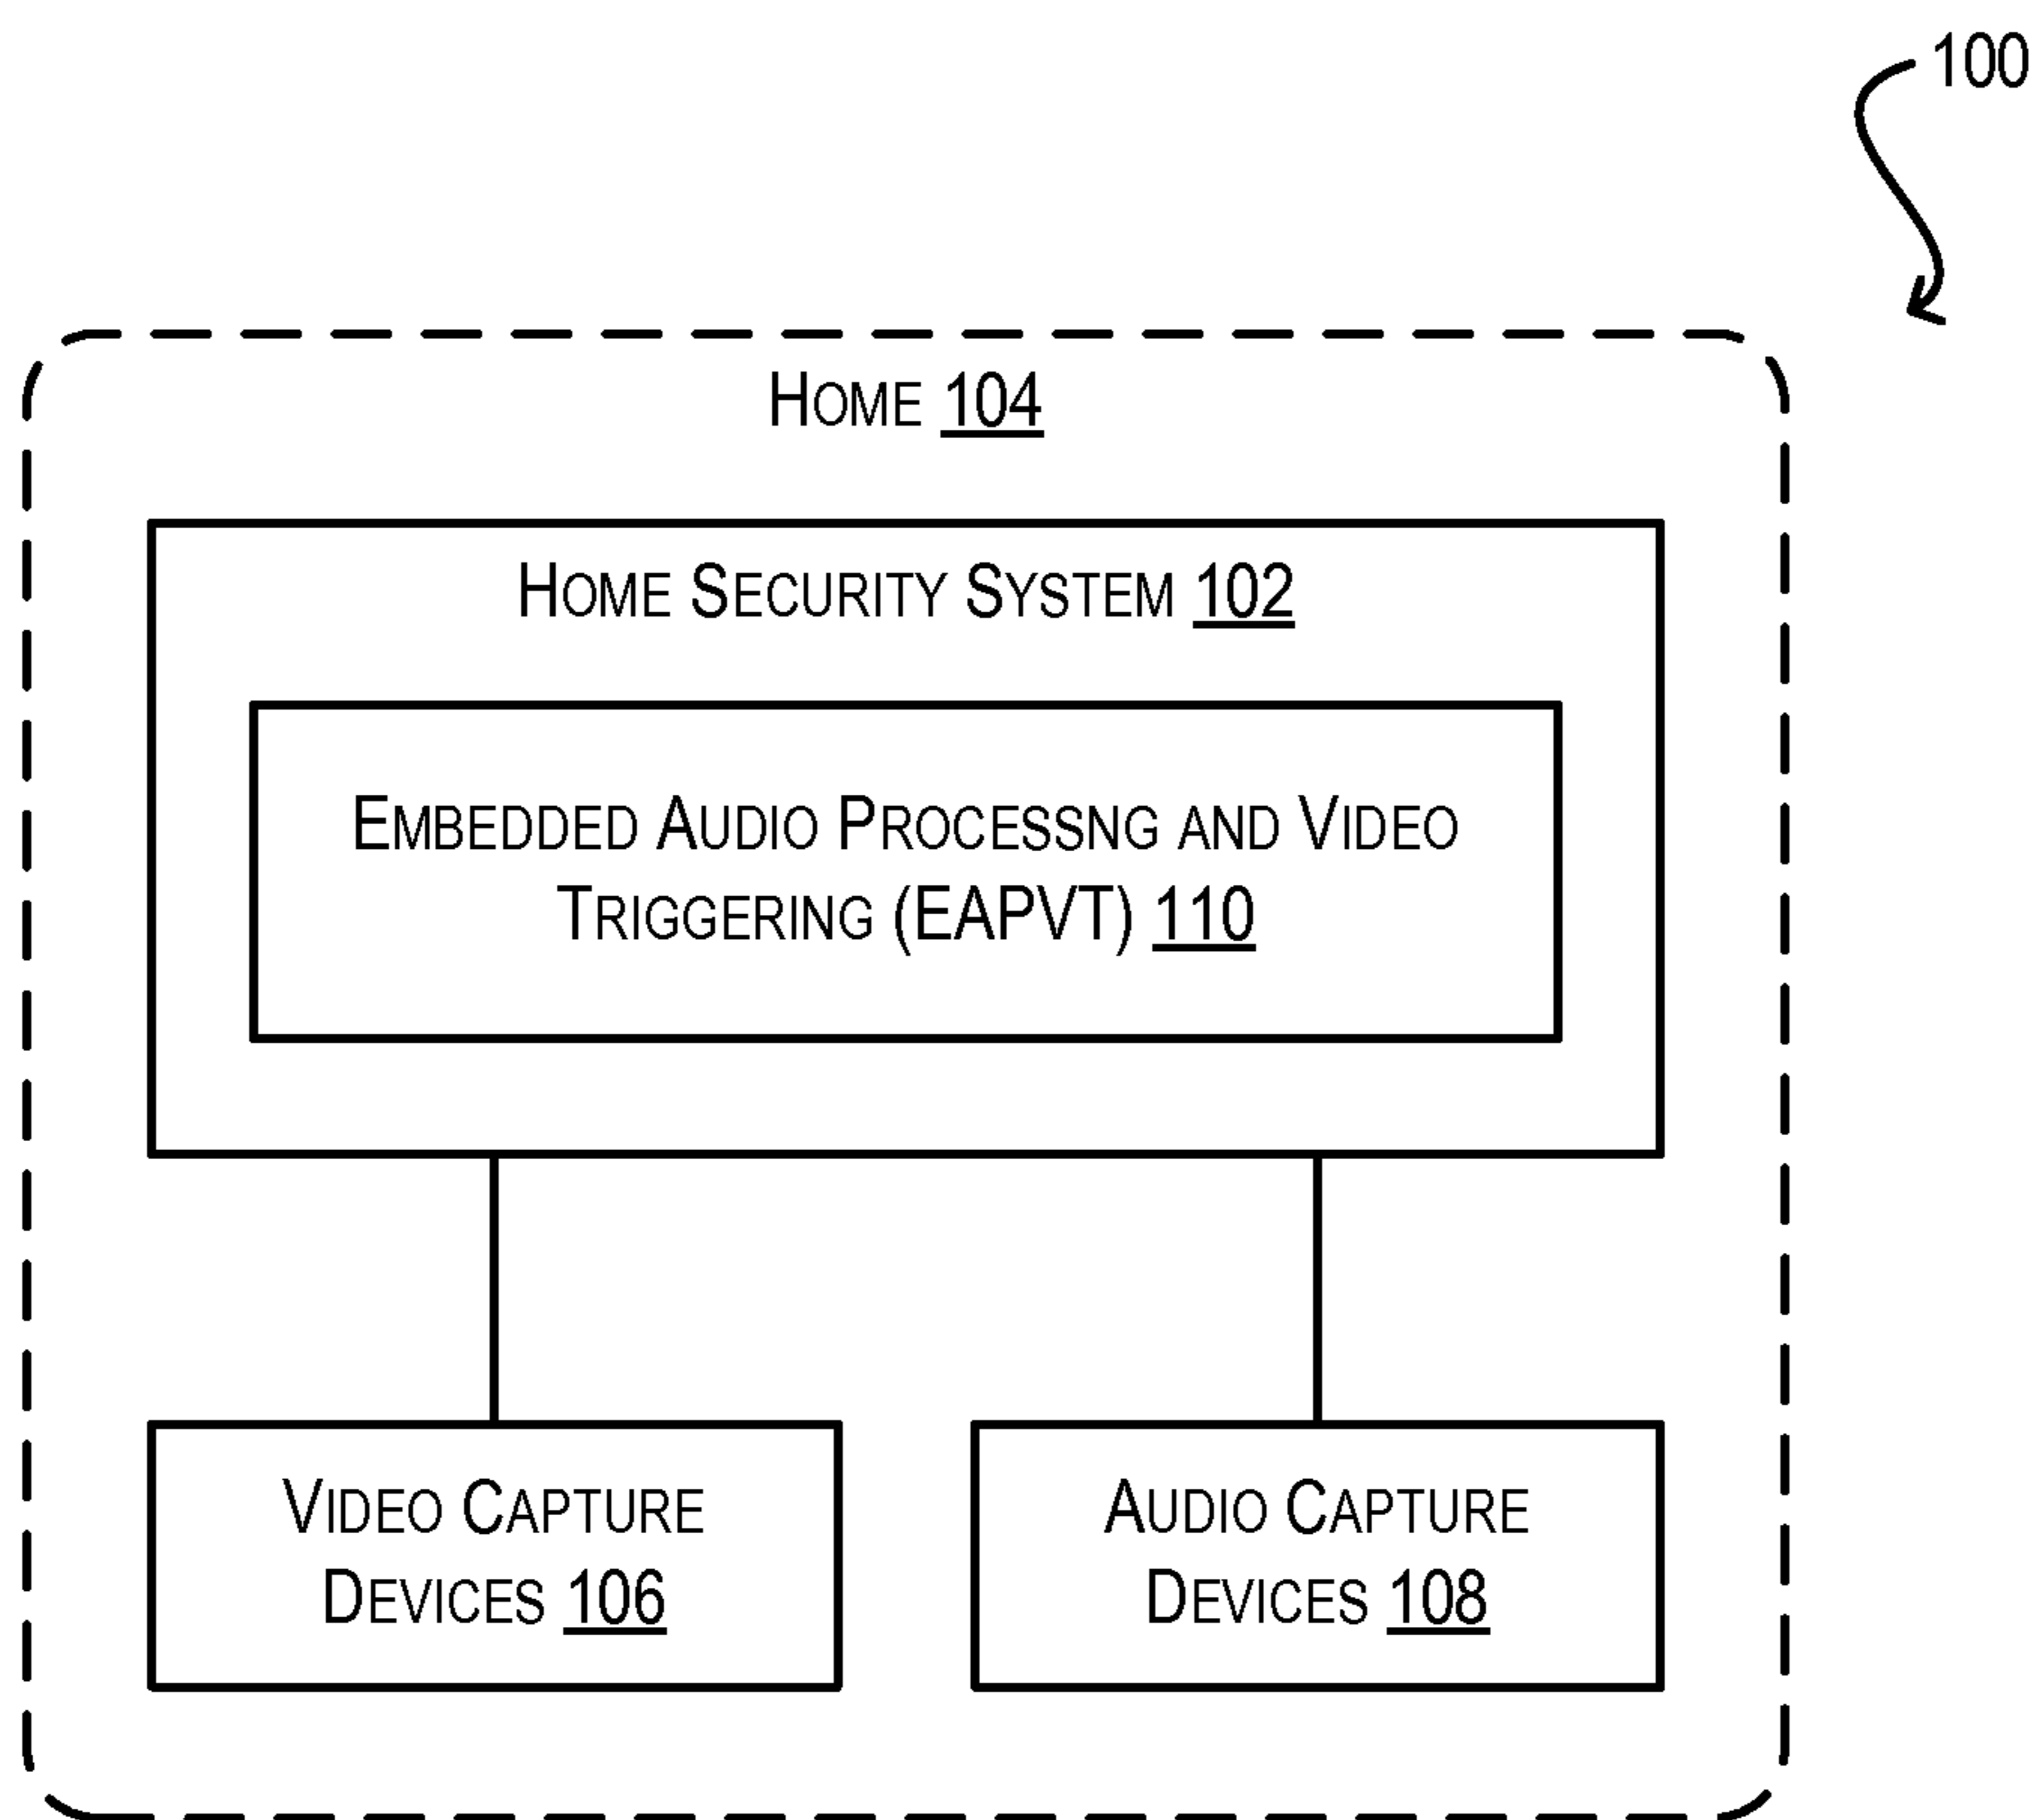 100
Home 104
Home Security System 102
Embedded Audio Processng and Video
Triggering (EAPVT) 110
Video Capture
Devices 106
Audio Capture
Devices 108